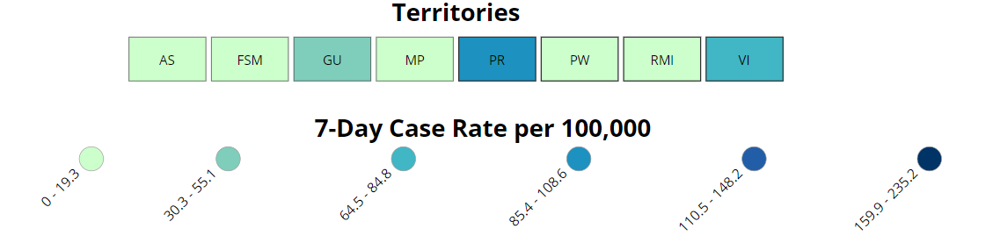 Territories
AS FSM GU MP PR PW RMI VI
7-Day Case Rate per 100,000
0 - 19.3
30.3 - 55.1
64.5 - 84.8
85.4 - 108.6
110.5 - 148.2
159.9 - 235.2